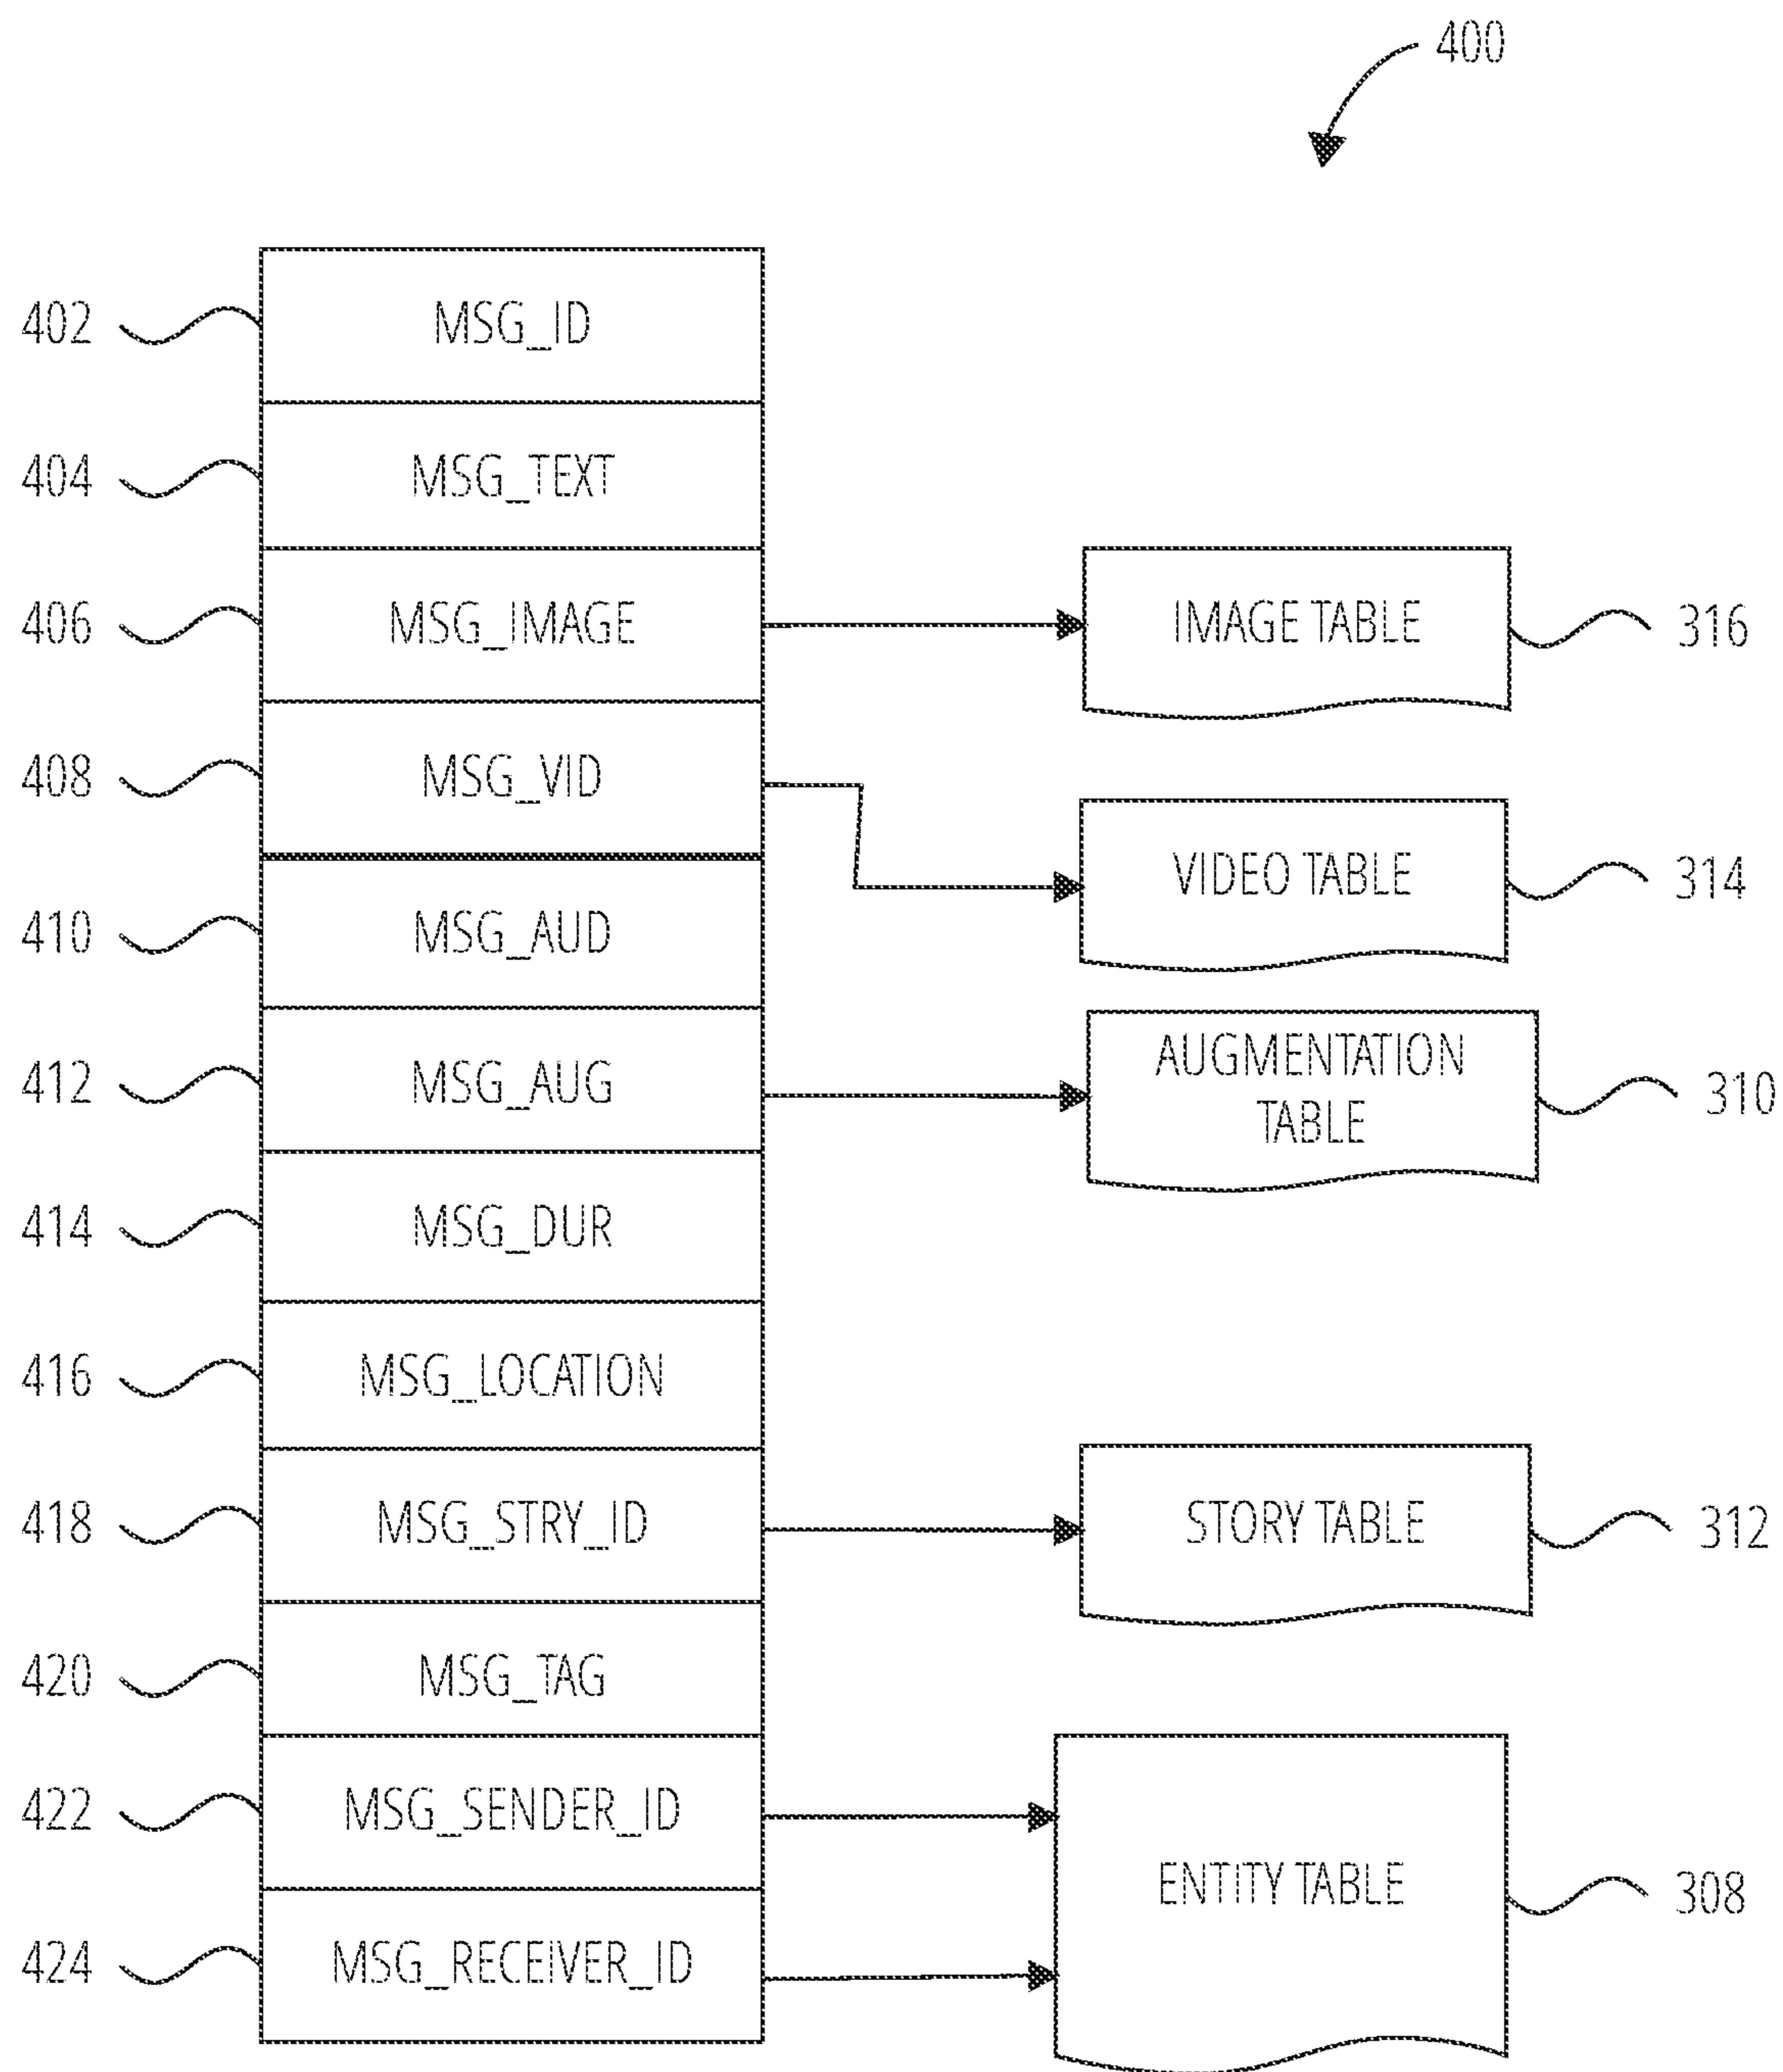 400
402 MSG_ID
404 MSG_TEXT
406 MSG_IMAGE IMAGE TABLE 316
408 MSG_VID VIDEO TABLE 314
410 MSG_AUD
412 MSG_AUG AUGMENTATION
TABLE 310
414 MSG_DUR
416 MSG_LOCATION
418 MSG_STRY_ID STORY TABLE 312
420 MSG_TAG
422 MSG_SENDER_ID
ENTITY TABLE 308
424 MSG_RECEIVER_ID